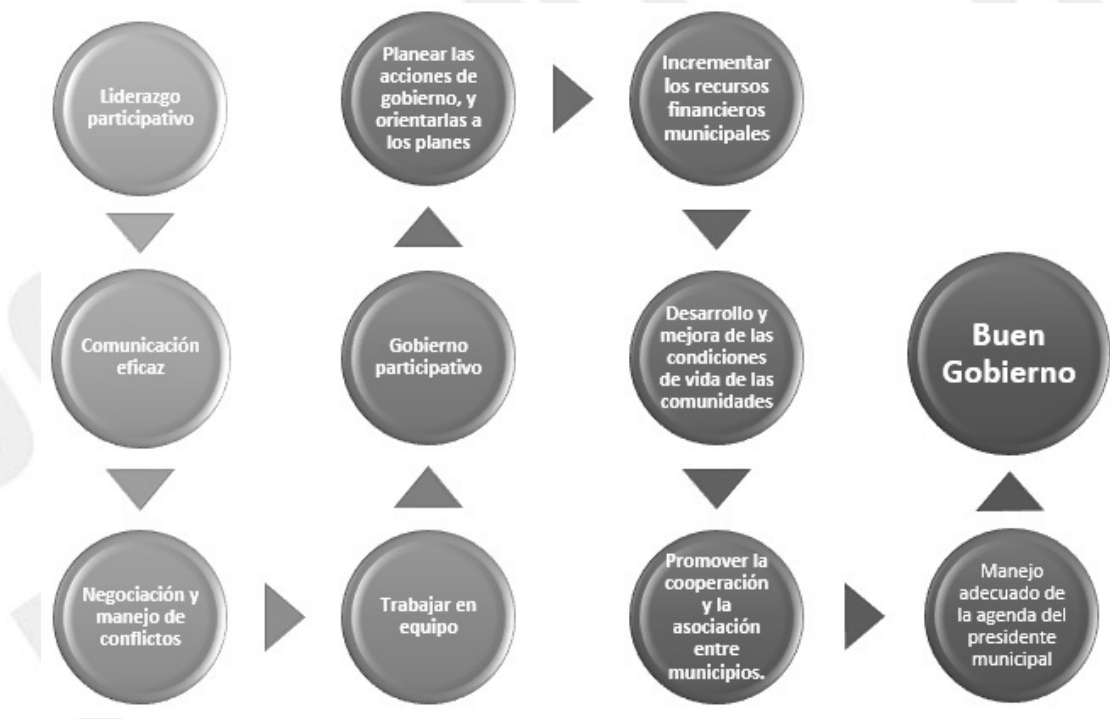 Liderazgo
participativo
Comunicación
eficaz
Negociación y
manejo de
conflictos
Trabajar en
equipo
Gobierno
participativo
Planear las
acciones de
gobierno, y
orientarlas a
los planes
Incrementar
los recursos
financieros
municipales
Desarrollo y
mejora de las
condiciones
de vida de las
comunidades
Promover la
cooperación
y la
asociación
entre
municipios.
Manejo
adecuado de
la agenda del
presidente
municipal
Buen
Gobierno